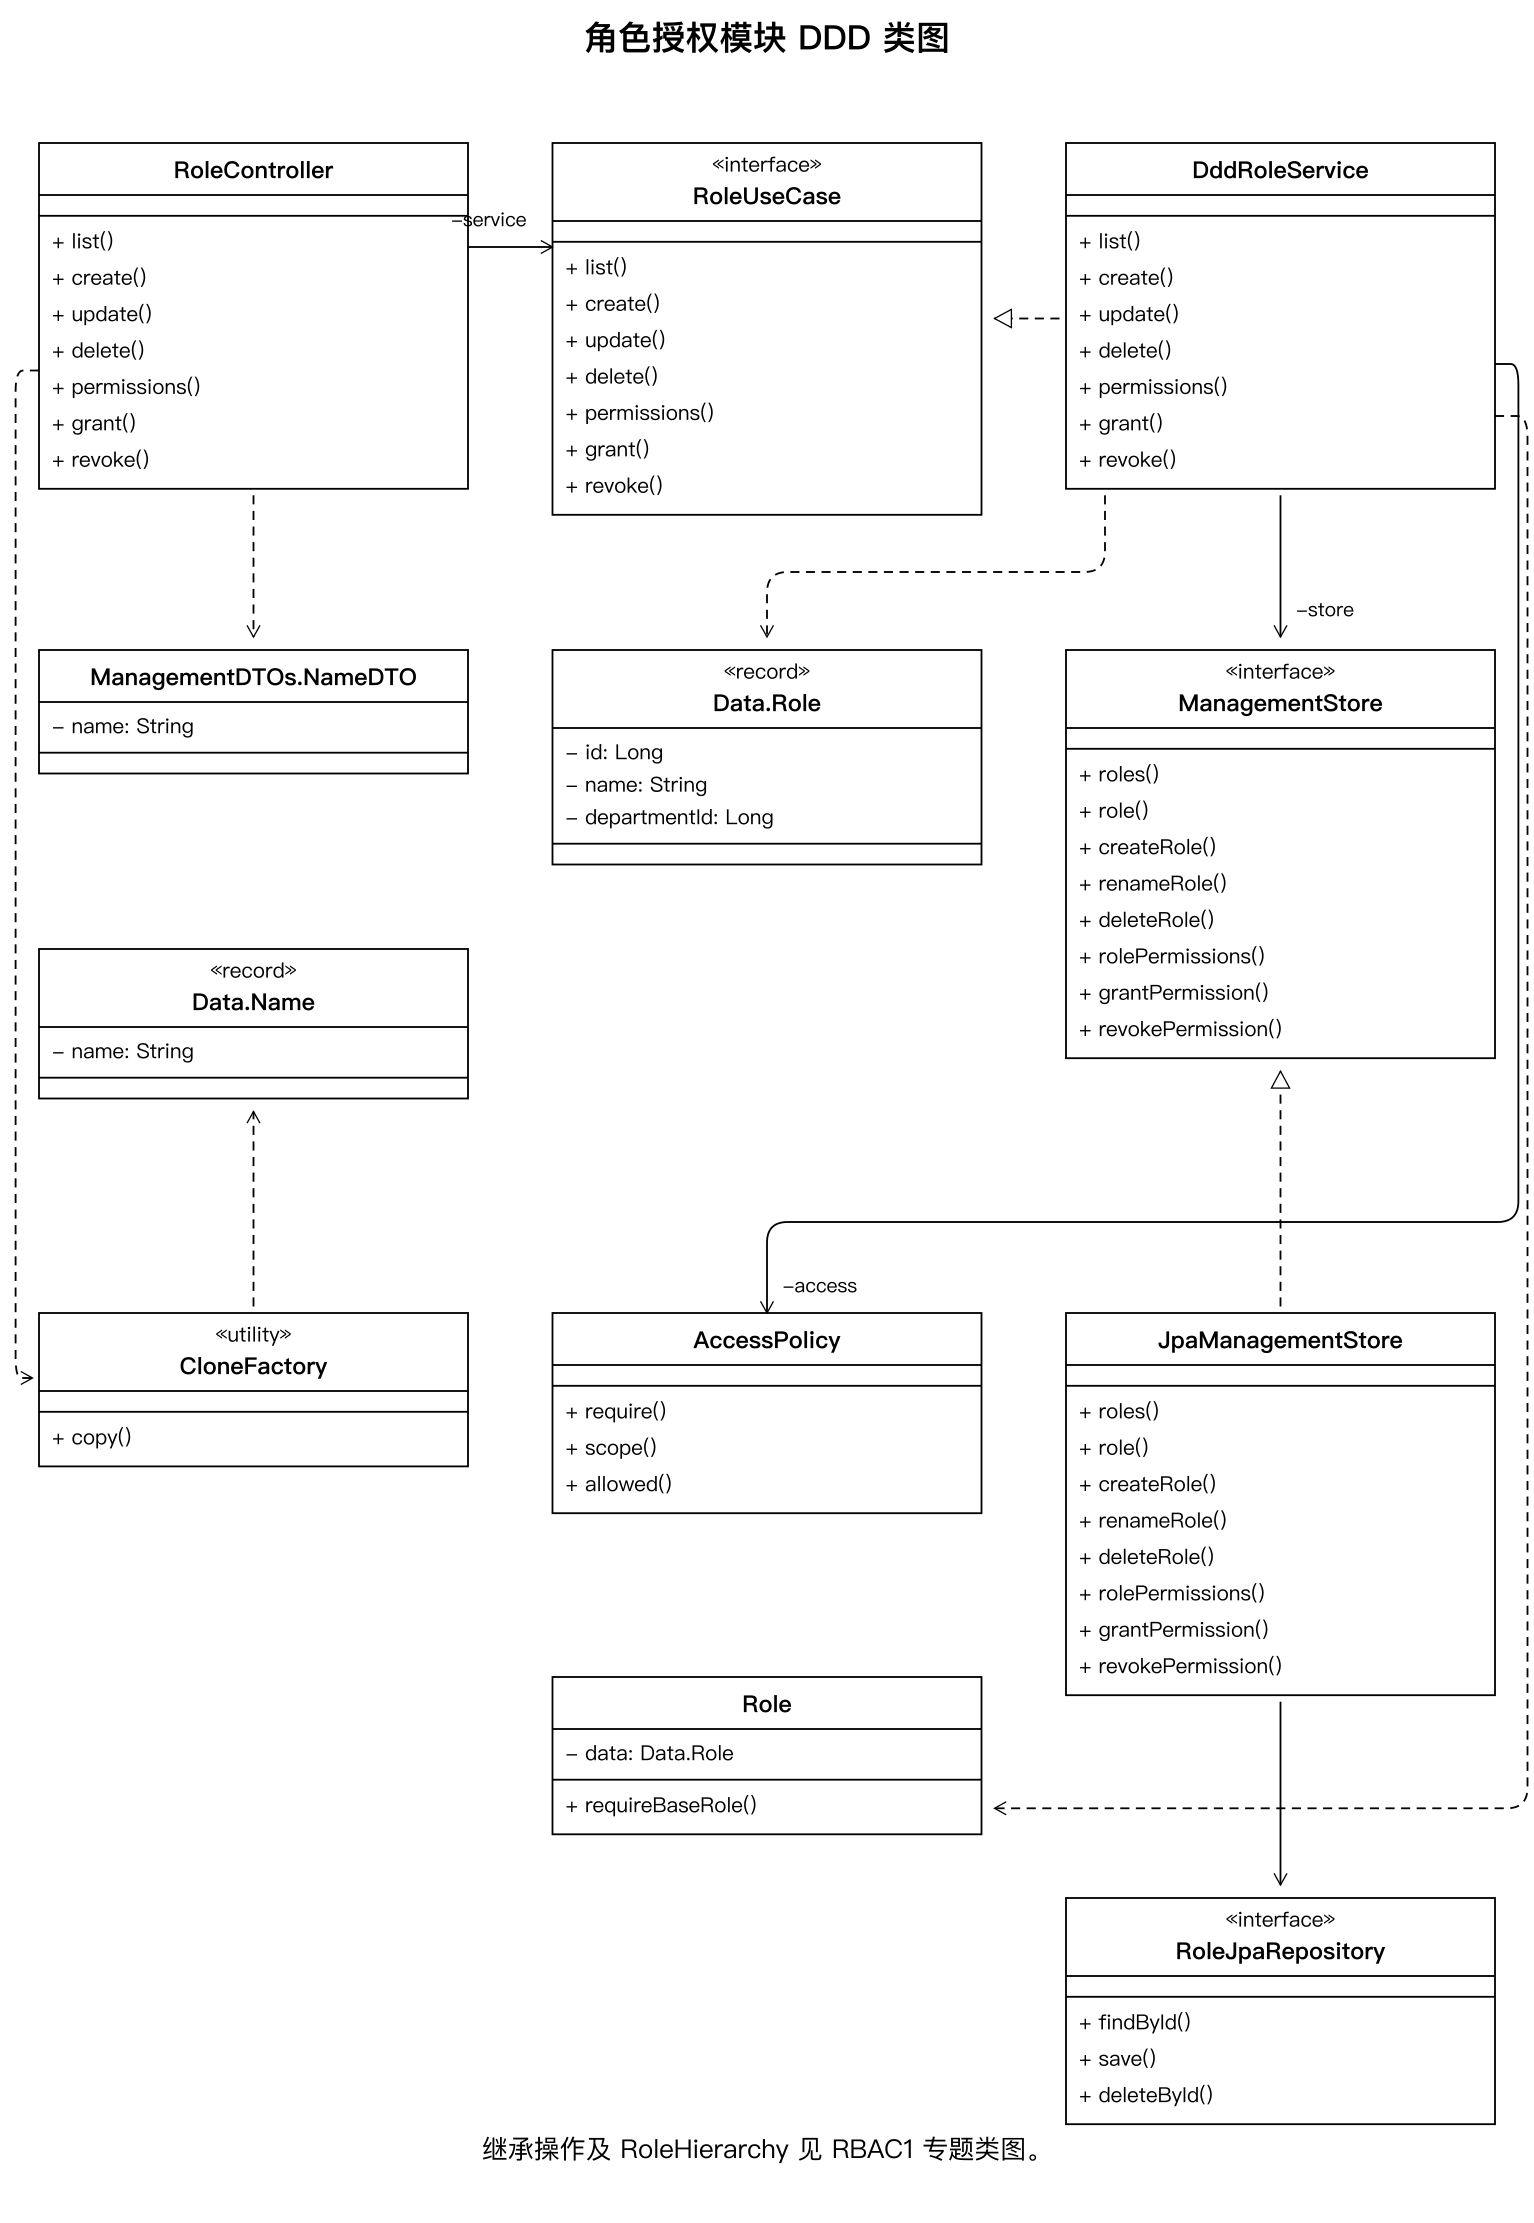 角色授权模块 DDD 类图
RoleController
+ list()
+ create()
+ update()
+ delete()
+ permissions()
+ grant()
+ revoke()
–service
«interface»
RoleUseCase
+ list()
+ create()
+ update()
+ delete()
+ permissions()
+ grant()
+ revoke()
DddRoleService
+ list()
+ create()
+ update()
+ delete()
+ permissions()
+ grant()
+ revoke()
–store
ManagementDTOs.NameDTO
– name: String
«record»
Data.Role
– id: Long
– name: String
– departmentId: Long
«interface»
ManagementStore
+ roles()
+ role()
+ createRole()
+ renameRole()
+ deleteRole()
+ rolePermissions()
+ grantPermission()
+ revokePermission()
«record»
Data.Name
– name: String
–access
«utility»
CloneFactory
+ copy()
AccessPolicy
+ require()
+ scope()
+ allowed()
JpaManagementStore
+ roles()
+ role()
+ createRole()
+ renameRole()
+ deleteRole()
+ rolePermissions()
+ grantPermission()
+ revokePermission()
Role
– data: Data.Role
+ requireBaseRole()
«interface»
RoleJpaRepository
+ findById()
+ save()
+ deleteById()
继承操作及 RoleHierarchy 见 RBAC1 专题类图。